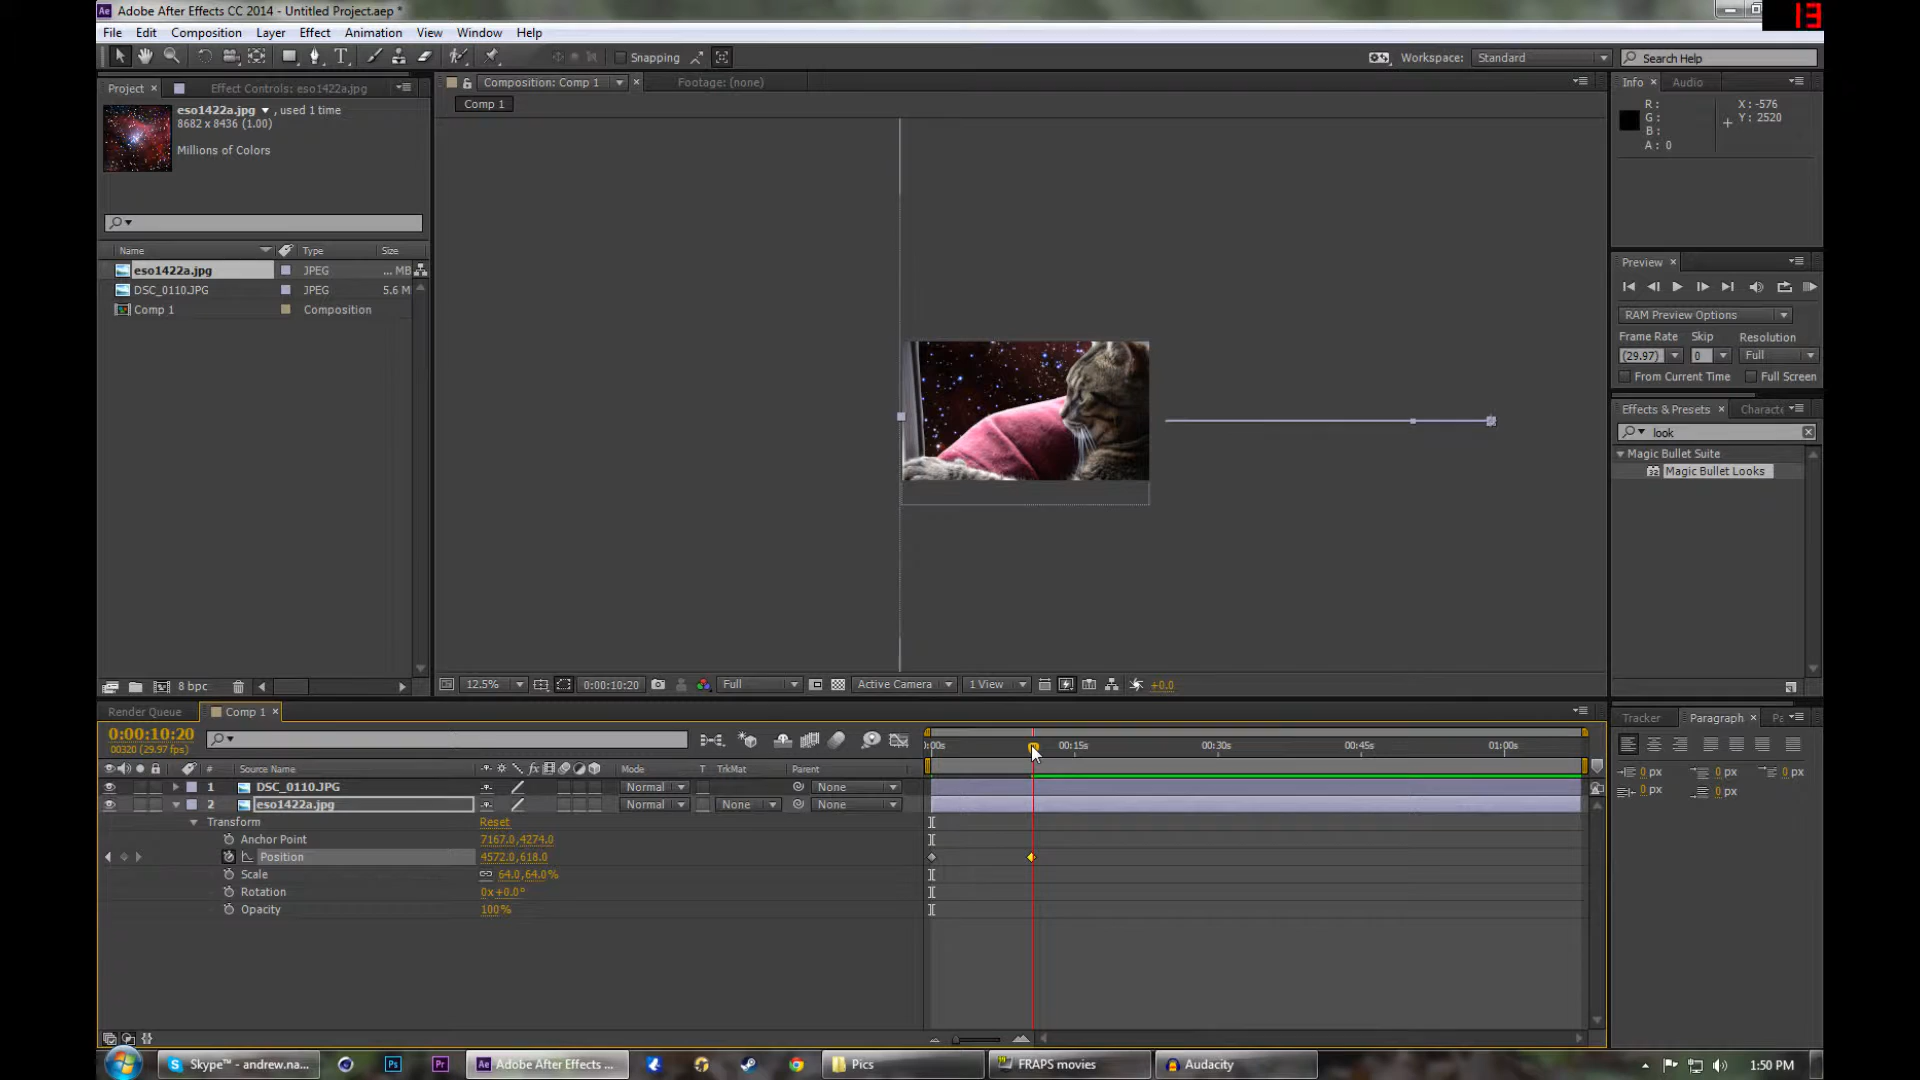 Adobe After Effects CC 2014 - Untitled Project.aep *
13
File Edit Composition Layer Effect Animation View Window Help
Snapping
Workspace: Standard
Search Help
Project × Effect Controls: eso1422a.jpg
Composition: Comp 1 × Footage: (none)
Info × Audio
eso1422a.jpg ▼, used 1 time
8682 x 8436 (1.00)
Millions of Colors
Comp 1
R: X: -576
G: Y: 2520
B:
A: 0
Name Type Size
eso1422a.jpg JPEG ... MB
DSC_0110.JPG JPEG 5.6 M
Comp 1 Composition
Preview ×
RAM Preview Options
Frame Rate Skip Resolution
(29.97) 0 Full
From Current Time Full Screen
Effects & Presets × Characte
look
Magic Bullet Suite
Magic Bullet Looks
8 bpc
12.5% 0:00:10:20 Full Active Camera 1 View +0.0
Render Queue Comp 1 ×
Tracker Paragraph × Pa
0:00:10:20
00320 (29.97 fps)
0:00s 00:15s 00:30s 00:45s 01:00s
# Source Name fx Mode T TrkMat Parent
1 DSC_0110.JPG Normal None
2 eso1422a.jpg Normal None None
Transform Reset
Anchor Point 7167.0,4274.0
Position 4572.0,618.0
Scale 64.0,64.0%
Rotation 0x+0.0°
Opacity 100%
0 px 0 px 0 px
0 px 0 px
Skype™ - andrew.na... Ps Pr Ae Adobe After Effects ... Pics FRAPS movies Audacity 1:50 PM